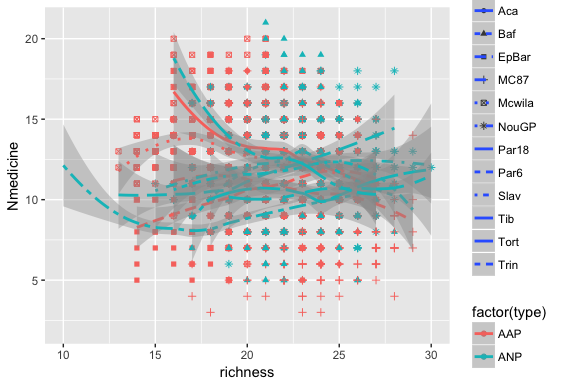 20
15
10
5
Nmedicine
10
15
20
25
30
richness
Aca
Baf
EpBar
MC87
Mcwila
NouGP
Par18
Par6
Slav
Tib
Tort
Trin
factor(type)
AAP
ANP